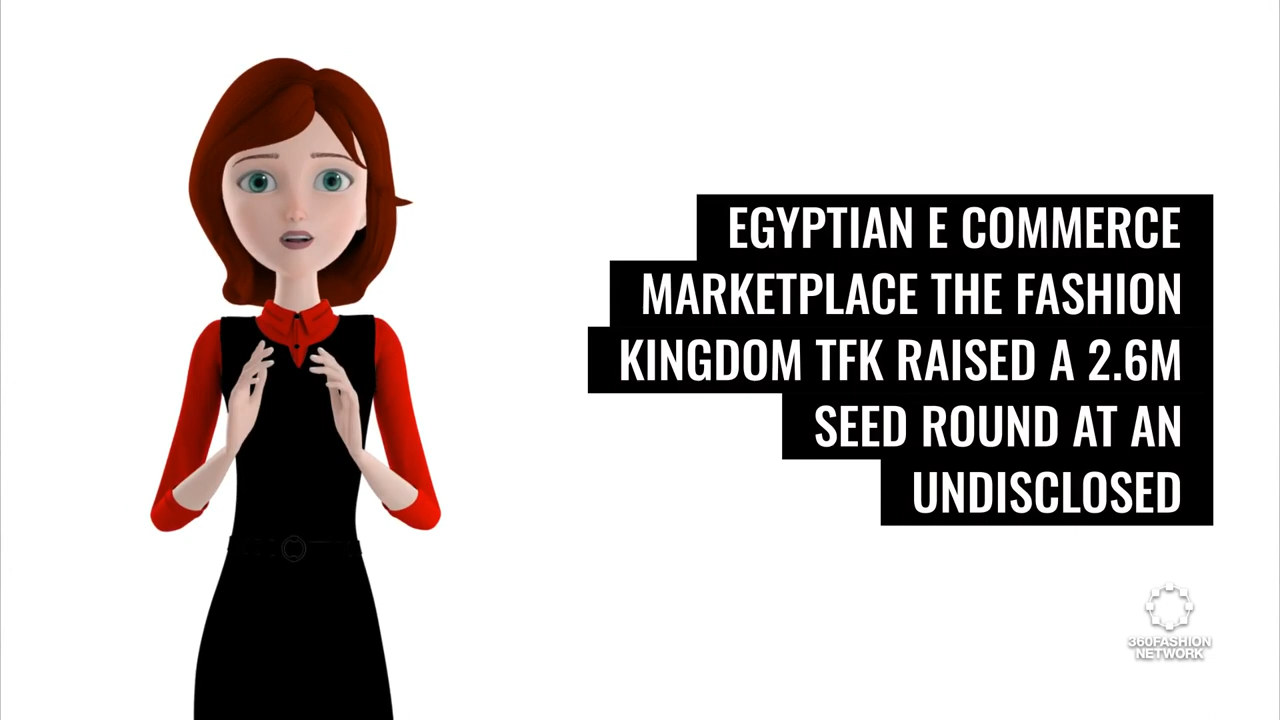 EGYPTIAN E COMMERCE
MARKETPLACE THE FASHION
KINGDOM TFK RAISED A 2.6M
SEED ROUND AT AN
UNDISCLOSED
360FASHION
NETWORK